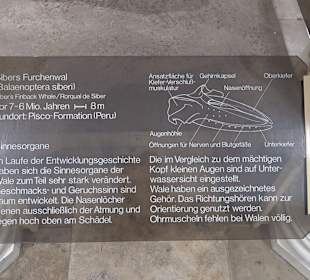 Sibers Furchenwal
Balaenoptera siberi)
Siber's Finback Whale/Rorqual de Siber
vor 7-6 Mio. Jahren 8 m
undort: Pisco-Formation (Peru)
Sinnesorgane
m Laufe der Entwicklungsgeschichte
haben sich die Sinnesorgane der
Wale zum Teil sehr stark verändert.
Geschmacks- und Geruchssinn sind
kaum entwickelt. Die Nasenlöcher
dienen ausschließlich der Atmung und
liegen hoch oben am Schädel.
Ansatzfläche für
Kiefer-Verschluß-
muskulatur
Gehirnkapsel
Oberkiefer
Nasenöffnung
Augenhöhle
Öffnungen für Nerven und Blutgefäße
Unterkiefer
Die im Vergleich zu dem mächtigen
Kopf kleinen Augen sind auf Unter-
wassersicht eingestellt.
Wale haben ein ausgezeichnetes
Gehör. Das Richtungshören kann zur
Orientierung genutzt werden.
Ohrmuscheln fehlen bei Walen völlig.